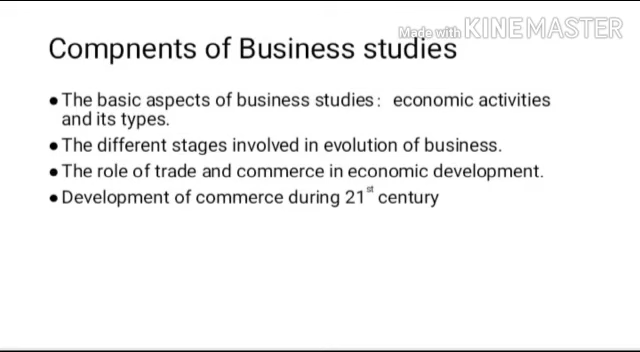 Made with KINEMASTER
Compnents of Business studies
• The basic aspects of business studies: economic activities
and its types.
• The different stages involved in evolution of business.
• The role of trade and commerce in economic development.
• Development of commerce during 21st century